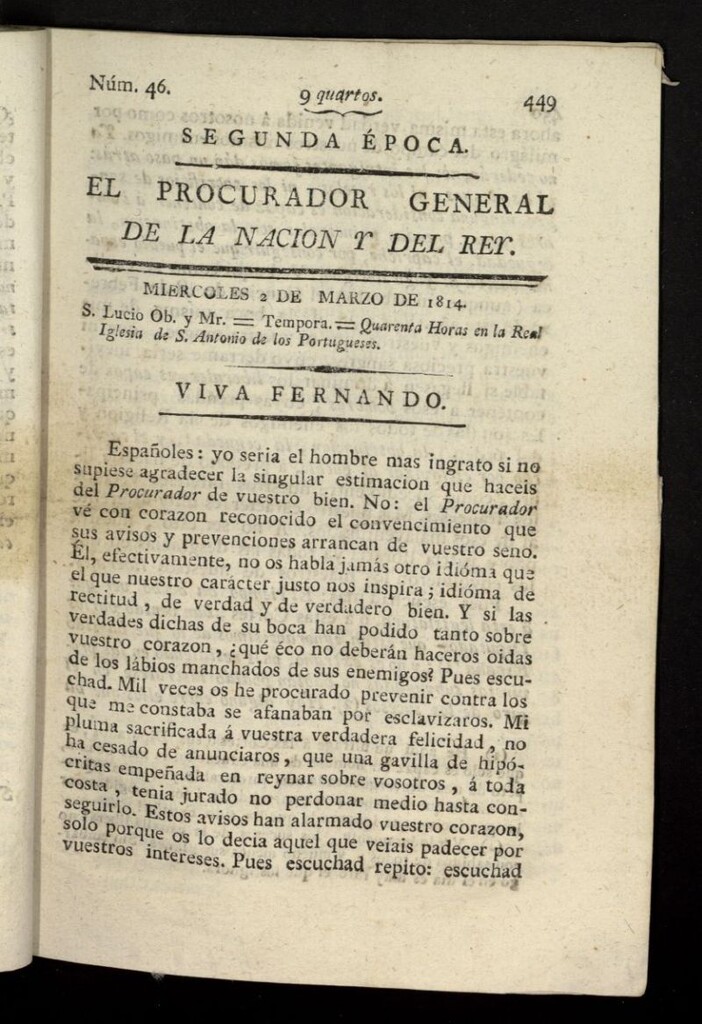 Núm. 46.
9 quartos.
449
SEGUNDA ÉPOCA.
EL PROCURADOR GENERAL
DE LA NACION Y DEL REY.
MIERCOLES 2 DE MARZO DE 1814.
S. Lucio Ob. y Mr. = Tempora. = Quarenta Horas en la Real
Iglesia de S. Antonio de los Portugueses.
VIVA FERNANDO.
Españoles: yo seria el hombre mas ingrato si no
supiese agradecer la singular estimacion que haceis
del Procurador de vuestro bien. No: el Procurador
vé con corazon reconocido el convencimiento que
sus avisos y prevenciones arrancan de vuestro seno.
Él, efectivamente, no os habla jamás otro idióma que
el que nuestro carácter justo nos inspira; idióma de
rectitud, de verdad y de verdadero bien. Y si las
verdades dichas de su boca han podido tanto sobre
vuestro corazon, ¿qué éco no deberán haceros oidas
de los lábios manchados de sus enemigos? Pues escu-
chad. Mil veces os he procurado prevenir contra los
que me constaba se afanaban por esclavizaros. Mi
pluma sacrificada á vuestra verdadera felicidad, no
ha cesado de anunciaros, que una gavilla de hipó-
critas empeñada en reynar sobre vosotros, á toda
costa, tenia jurado no perdonar medio hasta con-
seguirlo. Estos avisos han alarmado vuestro corazon,
solo porque os lo decia aquel que veiais padecer por
vuestros intereses. Pues escuchad repito: escuchad